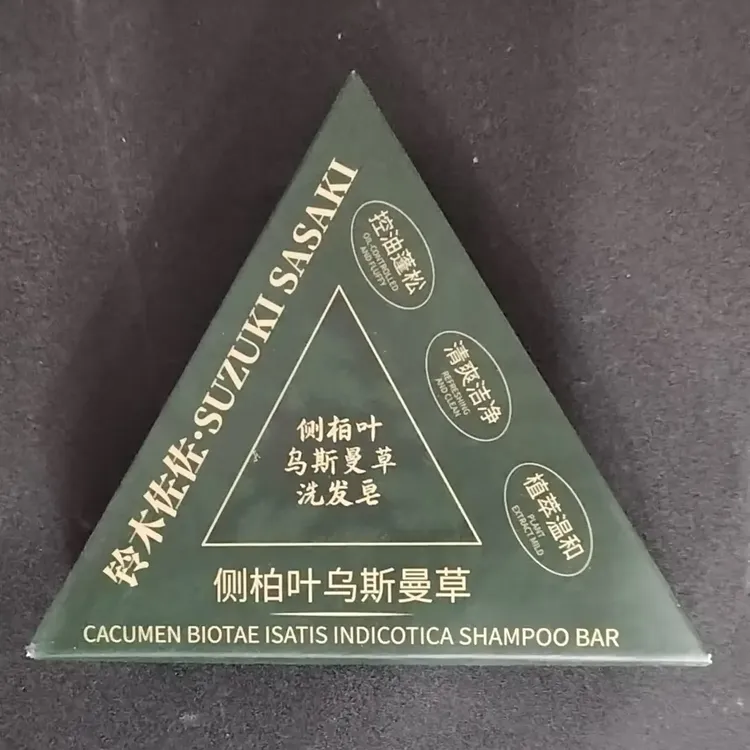 铃木佐佐·SUZUKI SASAKI
控油蓬松
OIL-CONTROLLED
AND FLUFFY
清爽洁净
REFRESHING
AND CLEAN
植萃温和
PLANT
EXTRACT MILD
侧柏叶
乌斯曼草
洗发皂
侧柏叶乌斯曼草
CACUMEN BIOTAE ISATIS INDICOTICA SHAMPOO BAR